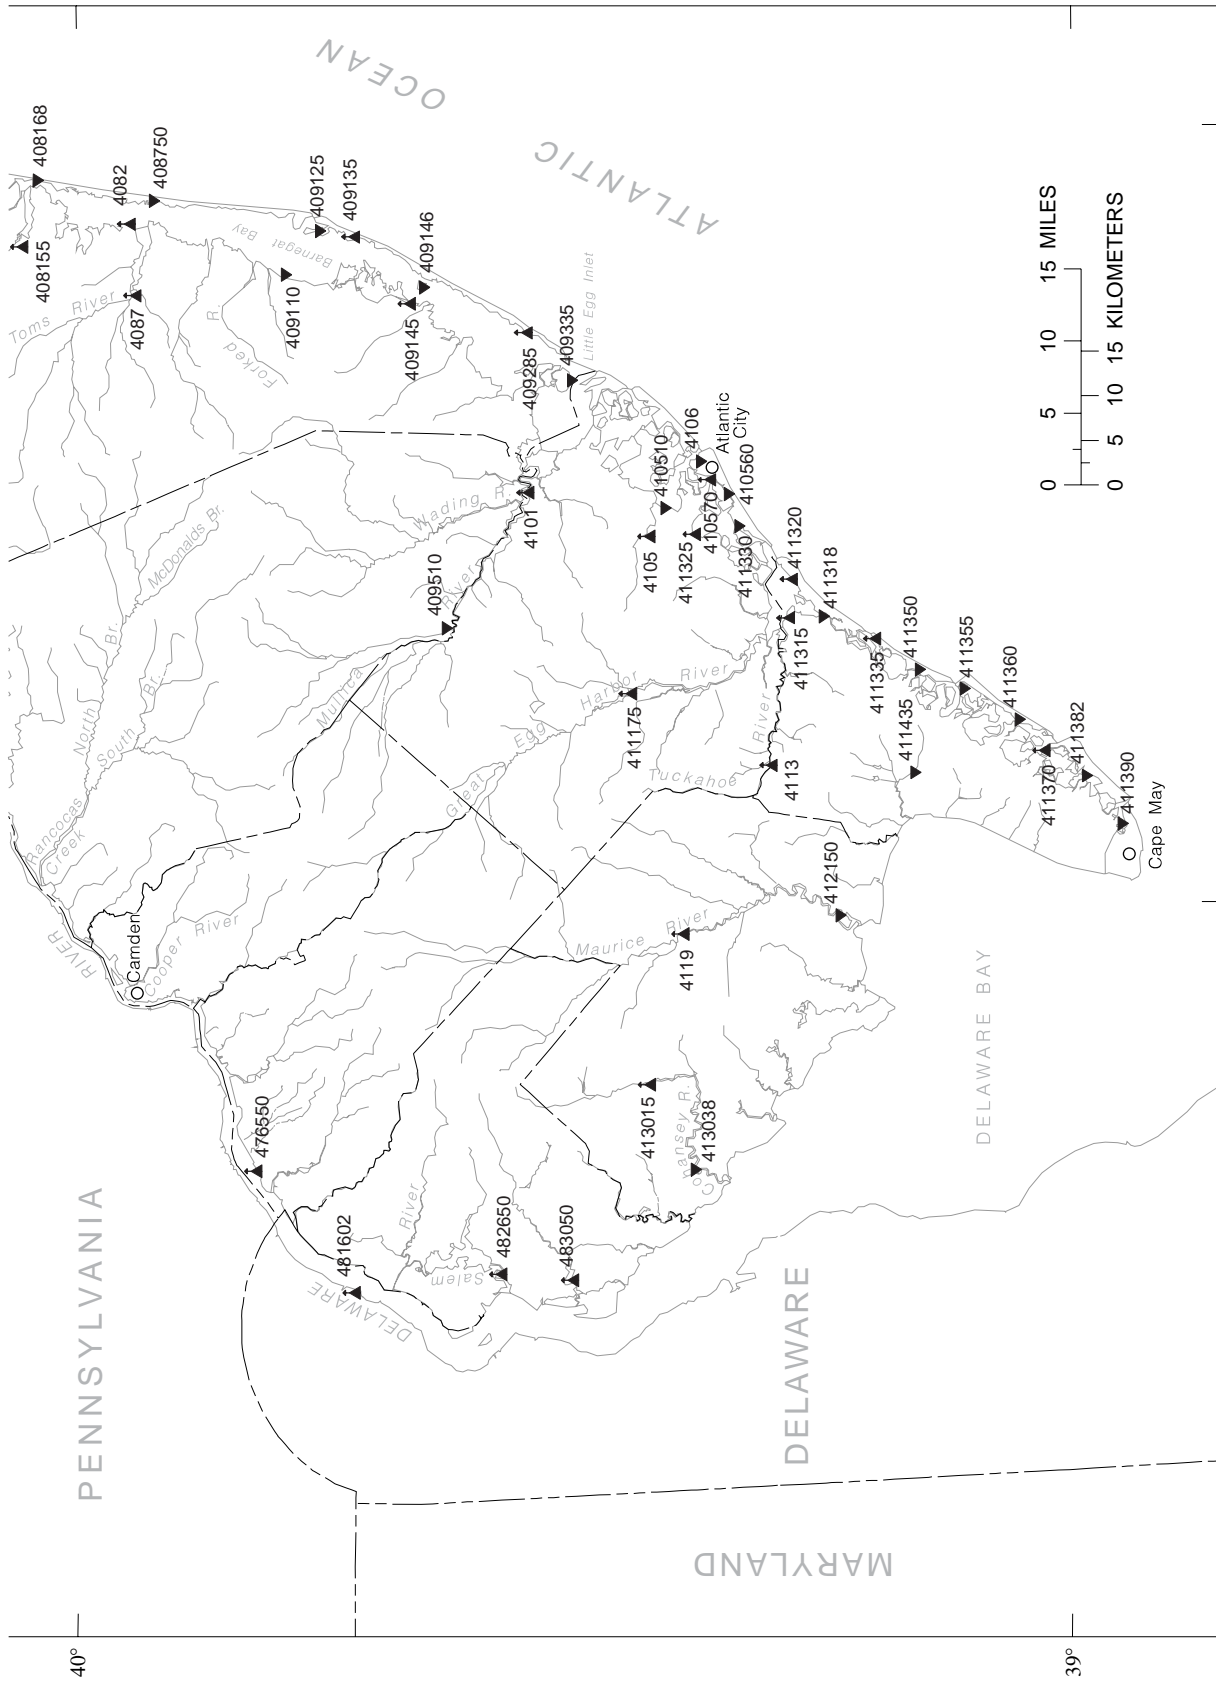 40°
39°
PENNSYLVANIA
MARYLAND
DELAWARE
DELAWARE BAY
ATLANTIC
OCEAN
DELAWARE
RIVER
Camden
Cooper River
Rancocas
Creek
North Br.
South Br.
McDonalds Br.
Toms River
Forked R.
Barnegat Bay
Little Egg Inlet
Wading R.
Mullica
River
Great Egg Harbor River
Tuckahoe
River
Maurice River
Cohansey R.
Salem
River
Atlantic
City
Cape May
408168
408155
4082
408750
4087
409110
409125
409135
409145
409146
409285
409335
4101
409510
4106
410510
4105
410560
410570
411325
411330
411320
411318
411315
411175
4113
411335
411350
411355
411360
411435
411370
411382
411390
412150
4119
413015
413038
476550
481602
482650
483050
0 5 10 15 MILES
0 5 10 15 KILOMETERS